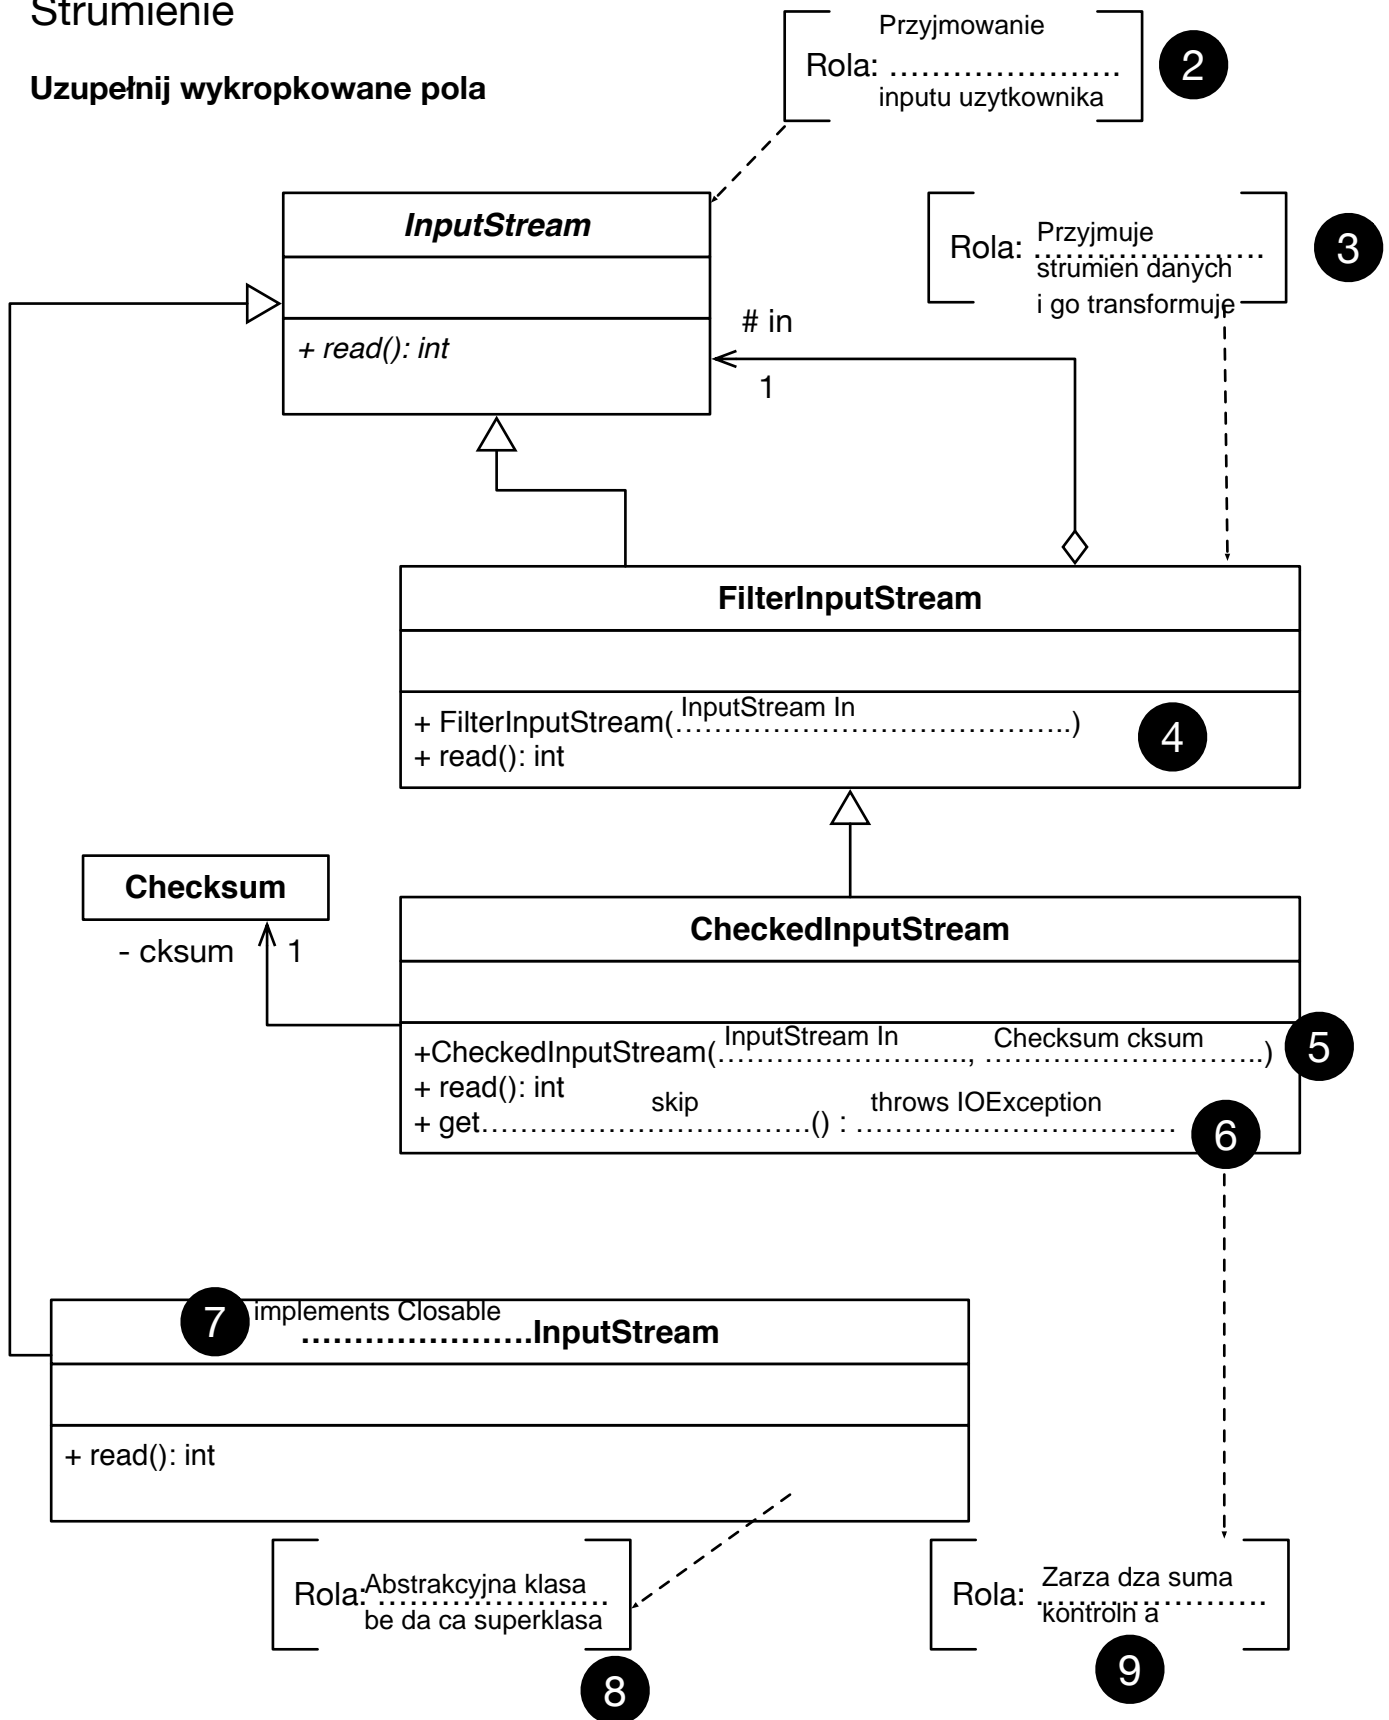 Strumienie
Uzupełnij wykropkowane pola
Przyjmowanie
Rola: ......................
inputu uzytkownika
2
InputStream
+ read(): int
Przyjmuje
Rola: ......................
strumien danych
i go transformuje
3
# in
1
FilterInputStream
InputStream In
+ FilterInputStream(......................................)
+ read(): int
4
Checksum
- cksum
1
CheckedInputStream
InputStream In Checksum cksum
+CheckedInputStream(........................, ..........................)
5
+ read(): int
skip throws IOException
+ get................................() : ...............................
6
7
implements Closable
......................InputStream
+ read(): int
Abstrakcyjna klasa
Rola: ......................
be da ca superklasa
8
Zarza dza suma
Rola: ......................
kontroln a
9